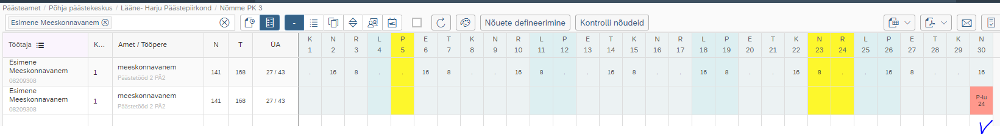 Päästeamet / Põhja päästekeskus / Lääne- Harju Päästepiirkond / Nõmme PK 3
Esimene Meeskonnavanem - Nõuete defineerimine Kontrolli nõudeid
Töötaja K... Amet / Tööpere N T ÜA K N R L P E T K N R L P E T K N R L P E T K N R L P E T K N
1 2 3 4 5 6 7 8 9 10 11 12 13 14 15 16 17 18 19 20 21 22 23 24 25 26 27 28 29 30
Esimene
Meeskonnavanem
08209308
1
meeskonnavanem
Päästetööd 2 PÄ2
141 168 27 / 43 . 16 8 . . 16 8 . . 16 8 . . 16 8 . . 16 8 . . 16 8 . . 16 8 . . 16
Esimene
Meeskonnavanem
08209308
1
meeskonnavanem
Päästetööd 2 PÄ2
141 168 27 / 43
P-lu
24